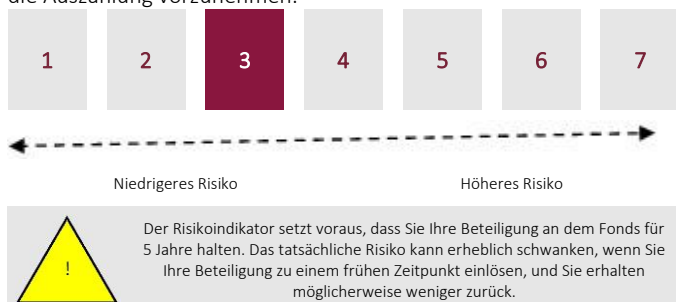 die Auszahlung vorzunehmen.
1 2 3 4 5 6 7
Niedrigeres Risiko Höheres Risiko
Der Risikoindikator setzt voraus, dass Sie Ihre Beteiligung an dem Fonds für
5 Jahre halten. Das tatsächliche Risiko kann erheblich schwanken, wenn Sie
! Ihre Beteiligung zu einem frühen Zeitpunkt einlösen, und Sie erhalten
möglicherweise weniger zurück.